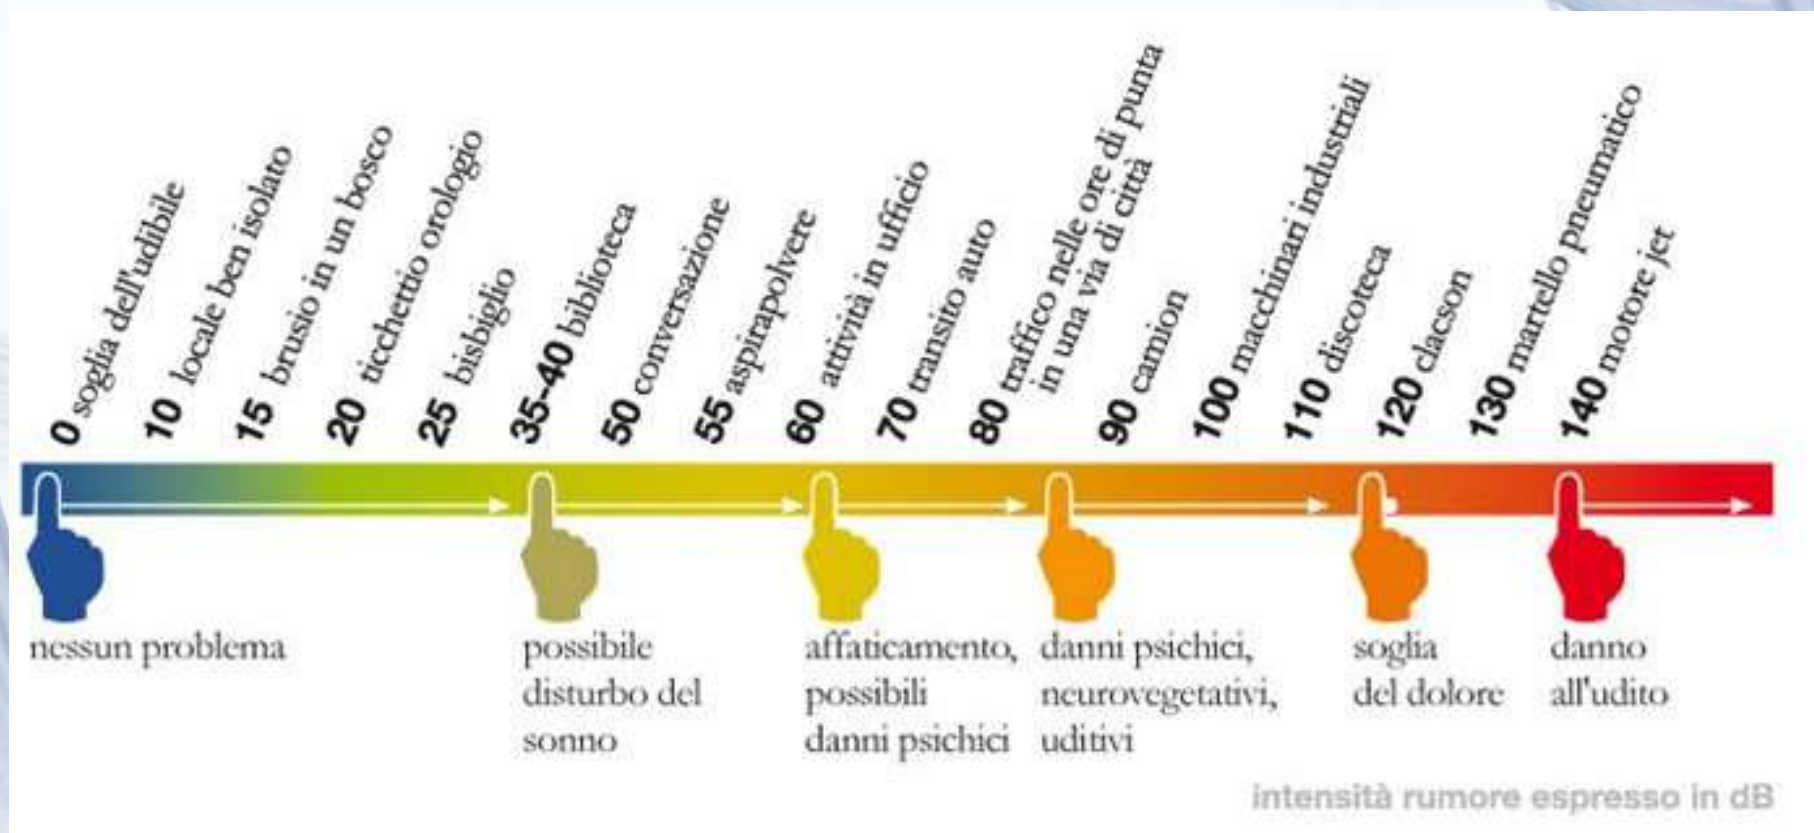 0 soglia dell'udibile
10 locale ben isolato
15 brusio in un bosco
20 ticchettio orologio
25 bisbiglio
35-40 biblioteca
50 conversazione
55 aspirapolvere
60 attività in ufficio
70 transito auto
80 traffico nelle ore di punta
in una via di città
90 camion
100 macchinari industriali
110 discoteca
120 clacson
130 martello pneumatico
140 motore jet
nessun problema
possibile
disturbo del
sonno
affaticamento,
possibili
danni psichici
danni psichici,
neurovegetativi,
uditivi
soglia
del dolore
danno
all'udito
intensità rumore espresso in dB